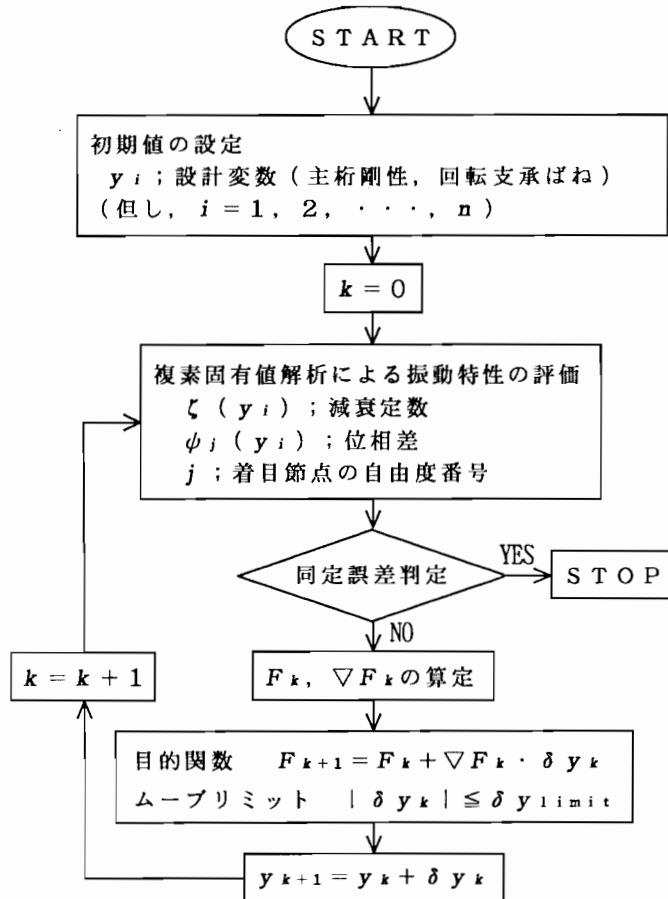 START
初期値の設定
y i ; 設計変数 (主桁剛性, 回転支承ばね)
(但し, i = 1, 2, ···, n)
k = 0
複素固有値解析による振動特性の評価
ζ ( y i ) ; 減衰定数
ψ j ( y i ) ; 位相差
j ; 着目節点の自由度番号
同定誤差判定
YES
STOP
NO
F k, ▽F k の算定
k = k + 1
目的関数 F k+1 = F k + ▽F k · δ y k
ムーブリミット | δ y k | ≦ δ y limit
y k+1 = y k + δ y k